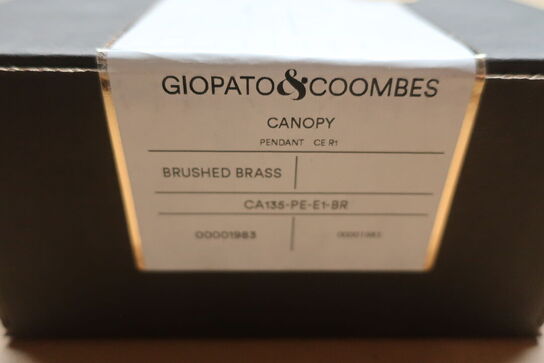 GIOPATO&COOMBES
CANOPY
PENDANT CE R1
BRUSHED BRASS
CA135-PE-E1-BR
00001983 00001983